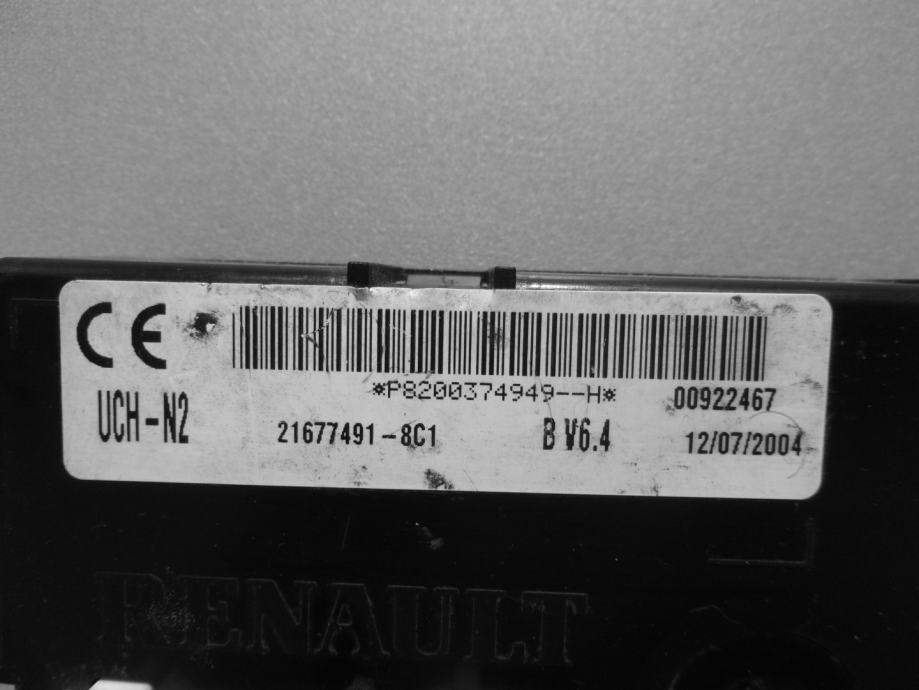 CE
*P8200374949--H* 00922467
UCH-N2 21677491-8C1 B V6.4 12/07/2004
RENAULT